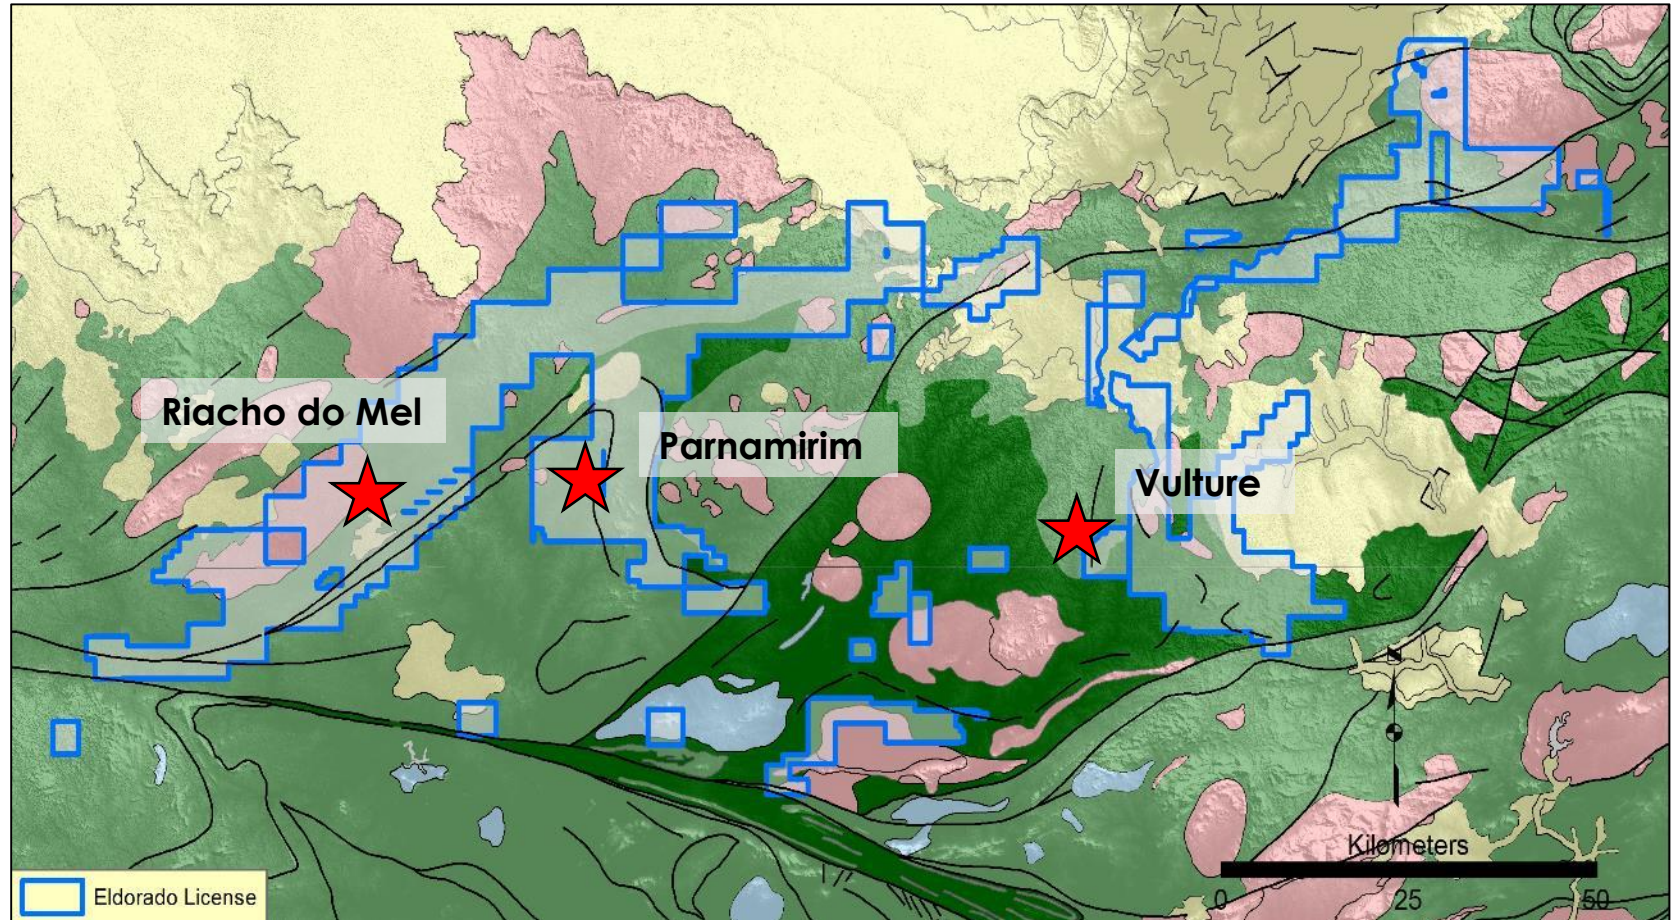 Riacho do Mel
Parnamirim
Vulture
Kilometers
0 25 50
Eldorado License